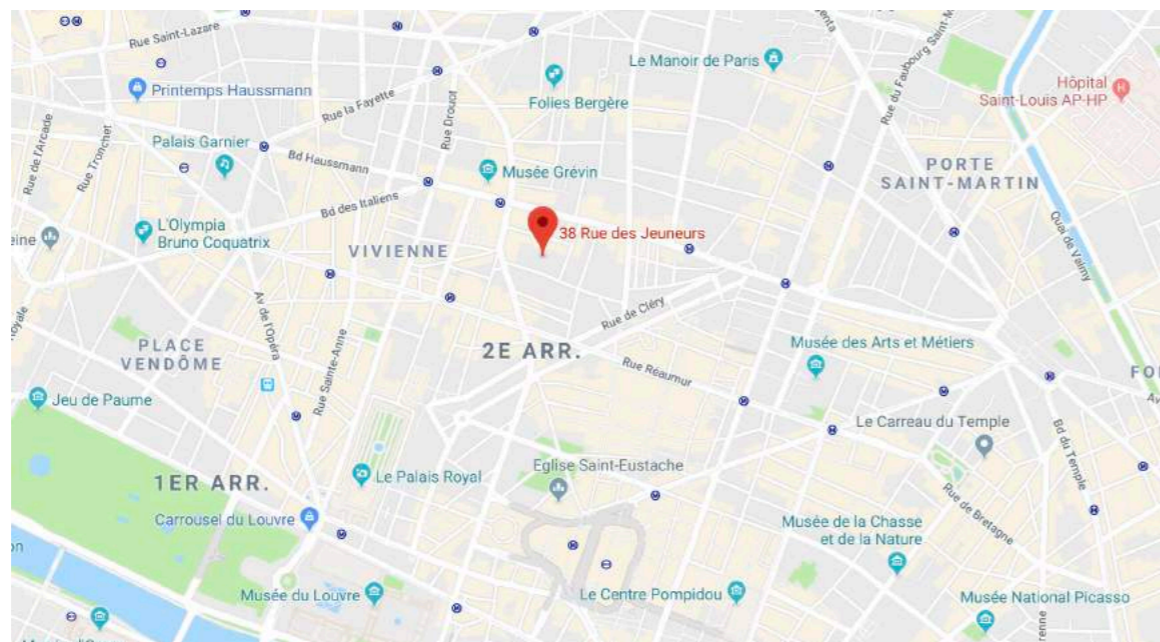 Rue Saint-Lazare
Printemps Haussmann
Rue la Fayette
Rue Drouot
Folies Bergère
Le Manoir de Paris
Rue du Faubourg Saint-M
Hôpital
Saint-Louis AP-HP
Rue de l'Arcade
Rue Tronchet
Palais Garnier
Bd Haussmann
Musée Grévin
PORTE
SAINT-MARTIN
Bd des Italiens
L'Olympia
Bruno Coquatrix
VIVIENNE
38 Rue des Jeuneurs
Quai de Valmy
Av de l'Opéra
Rue de Cléry
PLACE
VENDÔME
Rue Sainte-Anne
2E ARR.
Rue Réaumur
Musée des Arts et Métiers
Jeu de Paume
Le Carreau du Temple
Bd du Temple
1ER ARR.
Le Palais Royal
Eglise Saint-Eustache
Carrousel du Louvre
Rue de Bretagne
Musée de la Chasse
et de la Nature
Musée du Louvre
Le Centre Pompidou
Musée National Picasso